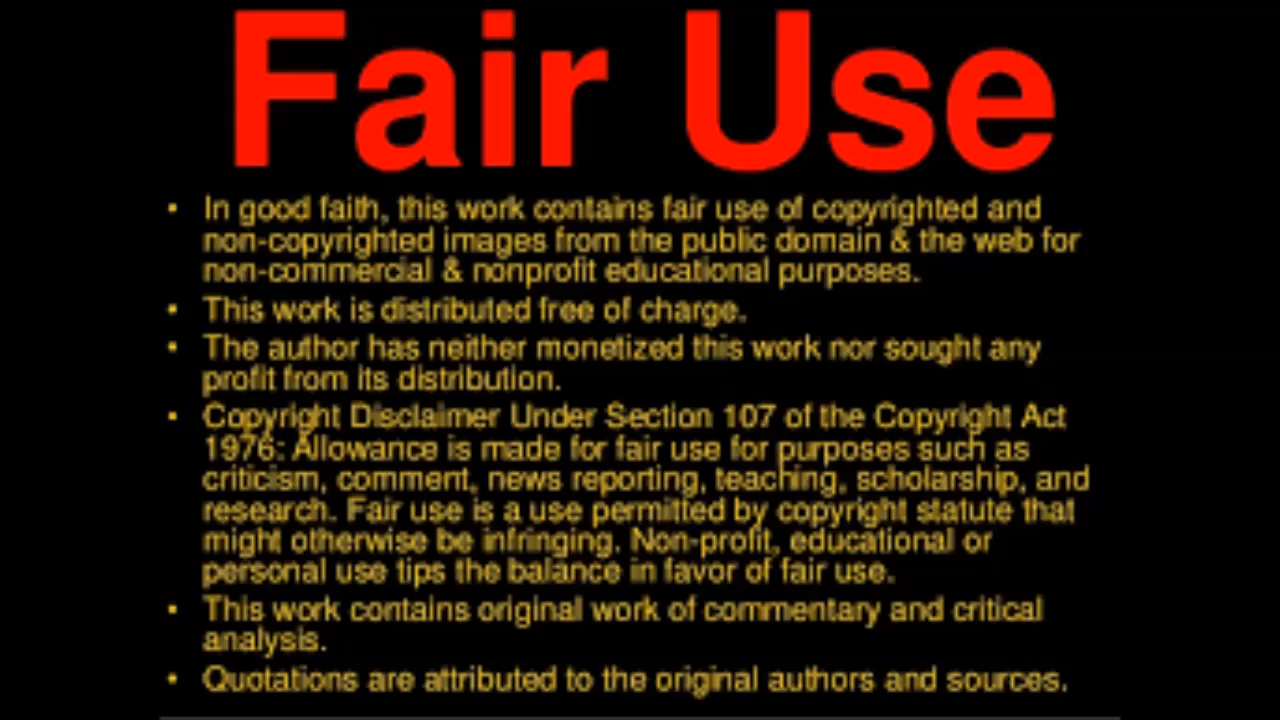 Fair Use
• In good faith, this work contains fair use of copyrighted and
non-copyrighted images from the public domain & the web for
non-commercial & nonprofit educational purposes.
• This work is distributed free of charge.
• The author has neither monetized this work nor sought any
profit from its distribution.
• Copyright Disclaimer Under Section 107 of the Copyright Act
1976: Allowance is made for fair use for purposes such as
criticism, comment, news reporting, teaching, scholarship, and
research. Fair use is a use permitted by copyright statute that
might otherwise be infringing. Non-profit, educational or
personal use tips the balance in favor of fair use.
• This work contains original work of commentary and critical
analysis.
• Quotations are attributed to the original authors and sources.